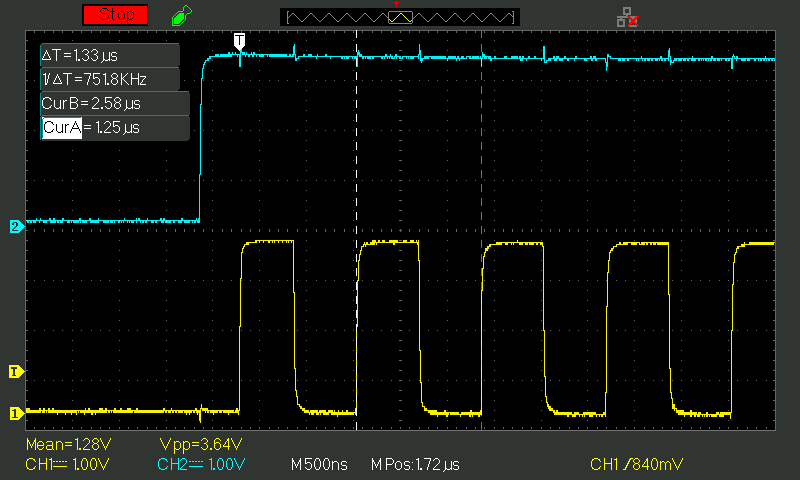 Stop
T
T
ΔT=1.33µs
1/ΔT=751.8KHz
CurB=2.58µs
CurA=1.25µs
2
T
1
Mean=1.28V Vpp=3.64V
CH1 1.00V CH2 1.00V M500ns M Pos:1.72µs CH1 /840mV